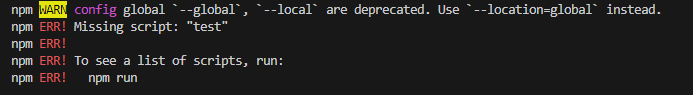 npm WARN config global `--global`, `--local` are deprecated. Use `--location=global` instead.
npm ERR! Missing script: "test"
npm ERR!
npm ERR! To see a list of scripts, run:
npm ERR!   npm run